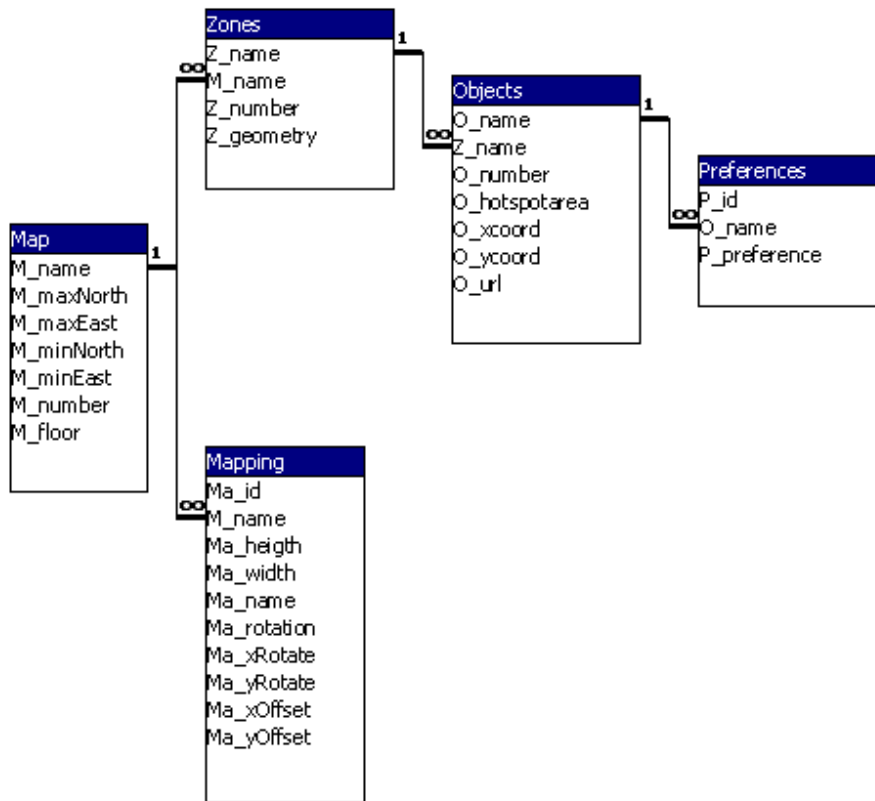 Zones
Z_name
M_name
Z_number
Z_geometry
1
∞
Objects
O_name
Z_name
O_number
O_hotspotarea
O_xcoord
O_ycoord
O_url
1
∞
Preferences
P_id
O_name
P_preference
∞
Map
M_name
M_maxNorth
M_maxEast
M_minNorth
M_minEast
M_number
M_floor
1
Mapping
Ma_id
M_name
Ma_heigth
Ma_width
Ma_name
Ma_rotation
Ma_xRotate
Ma_yRotate
Ma_xOffset
Ma_yOffset
∞